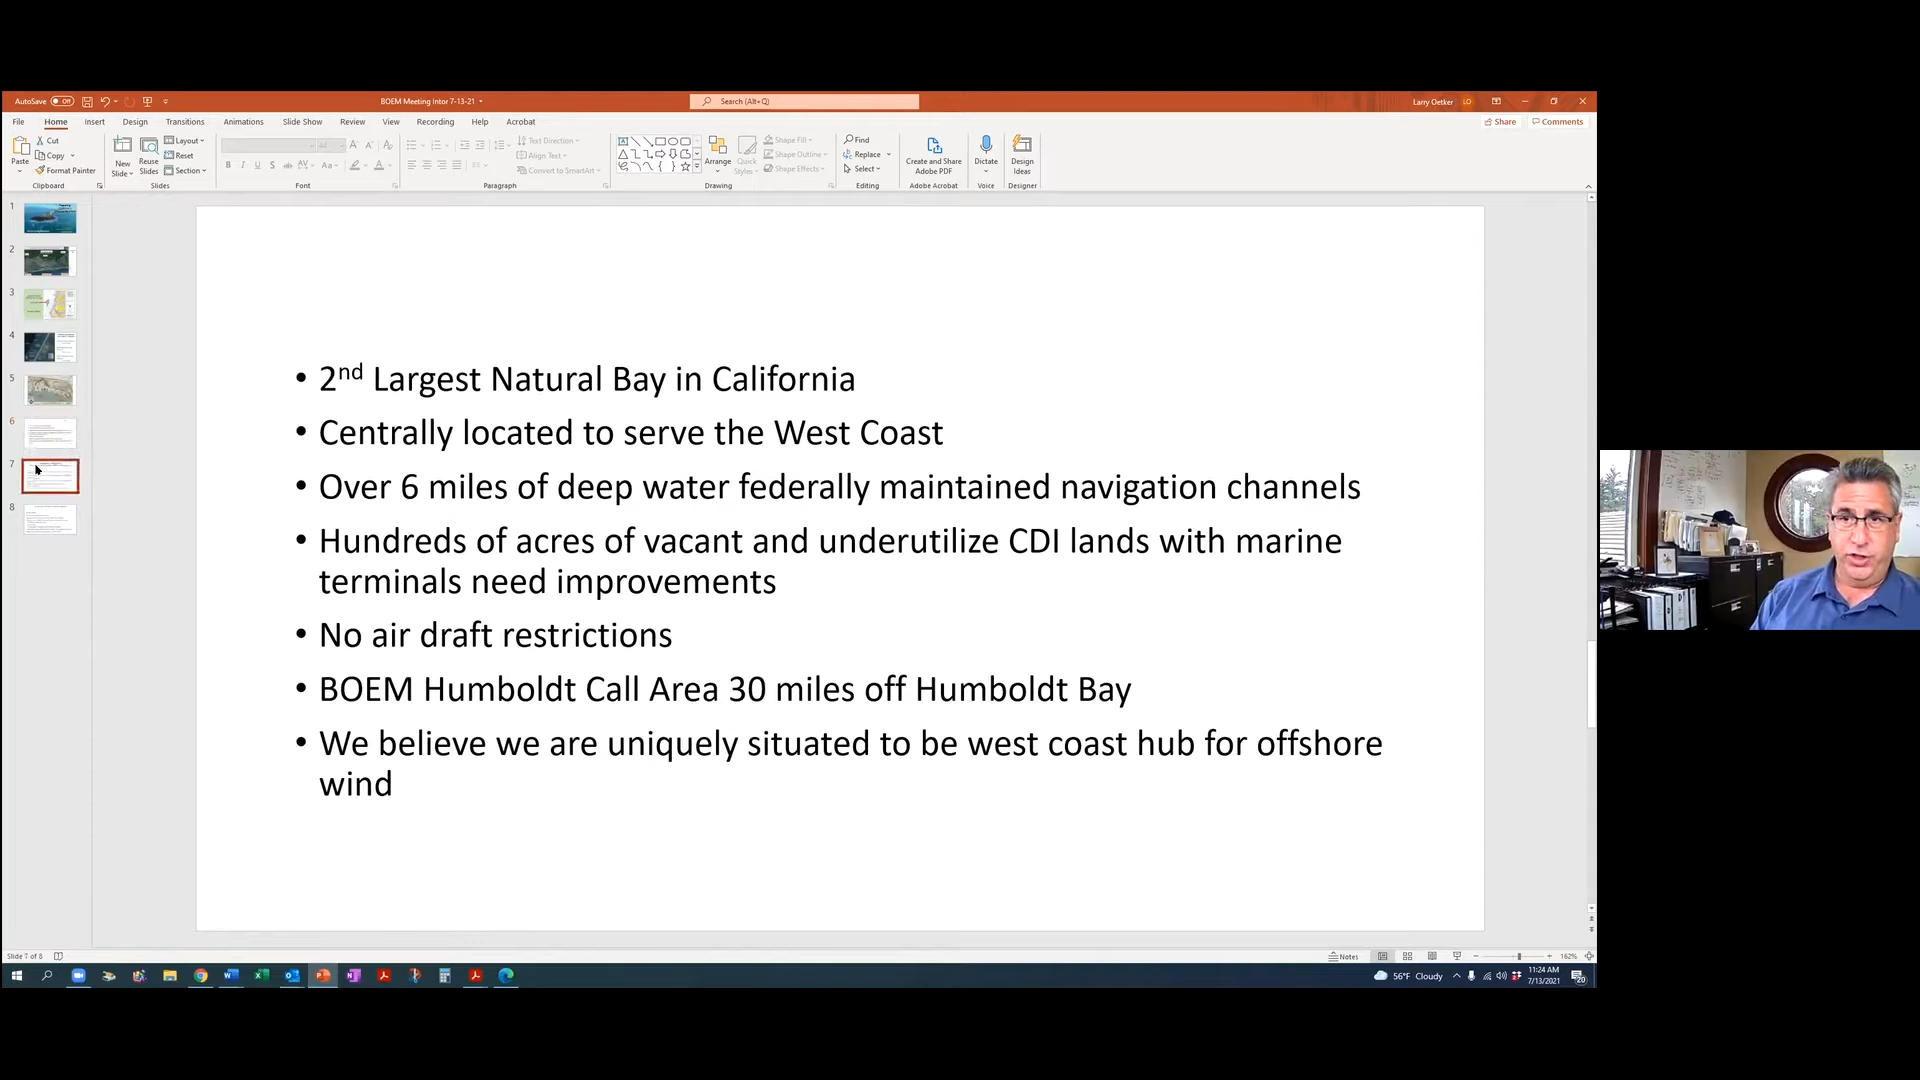 AutoSave Off
BOEM Meeting Intor 7-13-21
Search (Alt+Q)
Larry Oetker LO
File Home Insert Design Transitions Animations Slide Show Review View Recording Help Acrobat
Share Comments
Paste
Cut
Copy
Format Painter
Clipboard
New
Slide
Reuse
Slides
Layout
Reset
Section
Slides
Font
Text Direction
Align Text
Convert to SmartArt
Paragraph
Arrange
Quick
Styles
Shape Fill
Shape Outline
Shape Effects
Drawing
Find
Replace
Select
Editing
Create and Share
Adobe PDF
Adobe Acrobat
Dictate
Voice
Design
Ideas
Designer
1
2
3
4
5
6
7
8
• 2nd Largest Natural Bay in California
• Centrally located to serve the West Coast
• Over 6 miles of deep water federally maintained navigation channels
• Hundreds of acres of vacant and underutilize CDI lands with marine
terminals need improvements
• No air draft restrictions
• BOEM Humboldt Call Area 30 miles off Humboldt Bay
• We believe we are uniquely situated to be west coast hub for offshore
wind
Slide 7 of 8
Notes
162%
56°F Cloudy
11:24 AM
7/13/2021
20